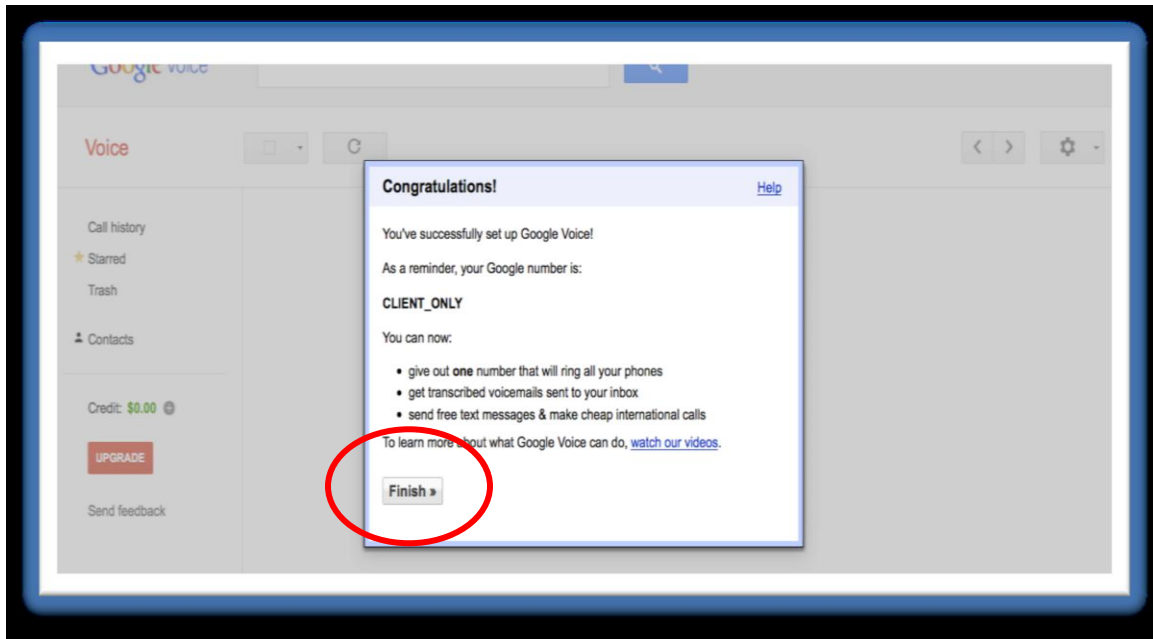 Google voice
Voice
Call history
Starred
Trash
Contacts
Credit: $0.00
UPGRADE
Send feedback
Congratulations!
Help
You've successfully set up Google Voice!
As a reminder, your Google number is:
CLIENT_ONLY
You can now:
• give out one number that will ring all your phones
• get transcribed voicemails sent to your inbox
• send free text messages & make cheap international calls
To learn more about what Google Voice can do, watch our videos.
Finish »